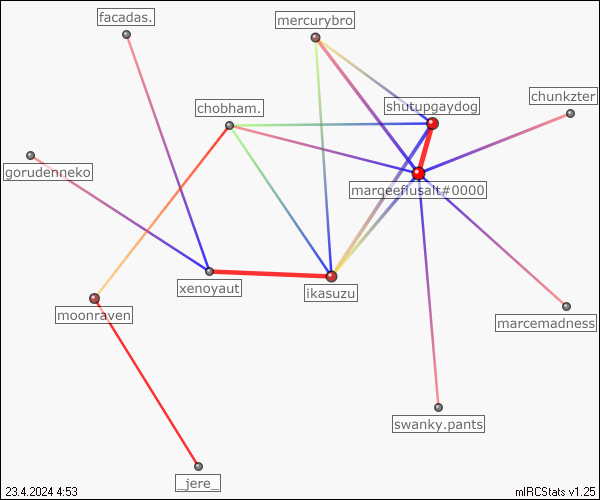 facadas.
mercurybro
chobham.
shutupgaydog
chunkzter
gorudenneko
marqeefiusalt#0000
xenoyaut
ikasuzu
moonraven
marcemadness
swanky.pants
_jere_
23.4.2024 4:53
mIRCStats v1.25